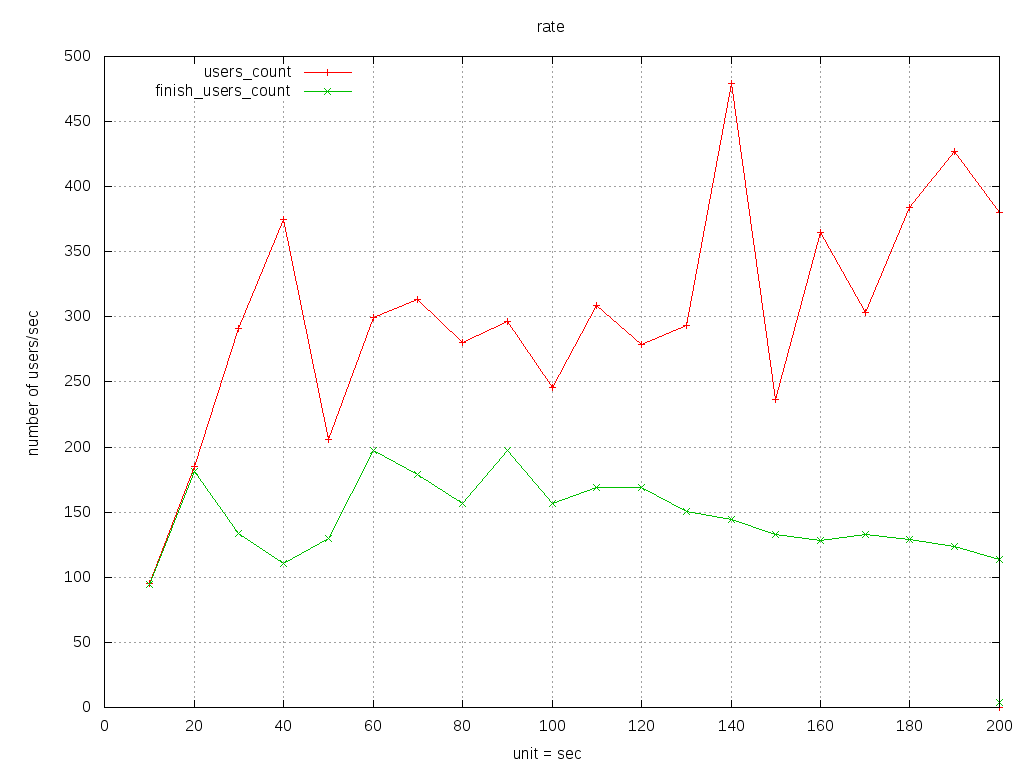 rate
500
450
400
350
300
250
200
150
100
50
0
users_count
finish_users_count
number of users/sec
0 20 40 60 80 100 120 140 160 180 200
unit = sec